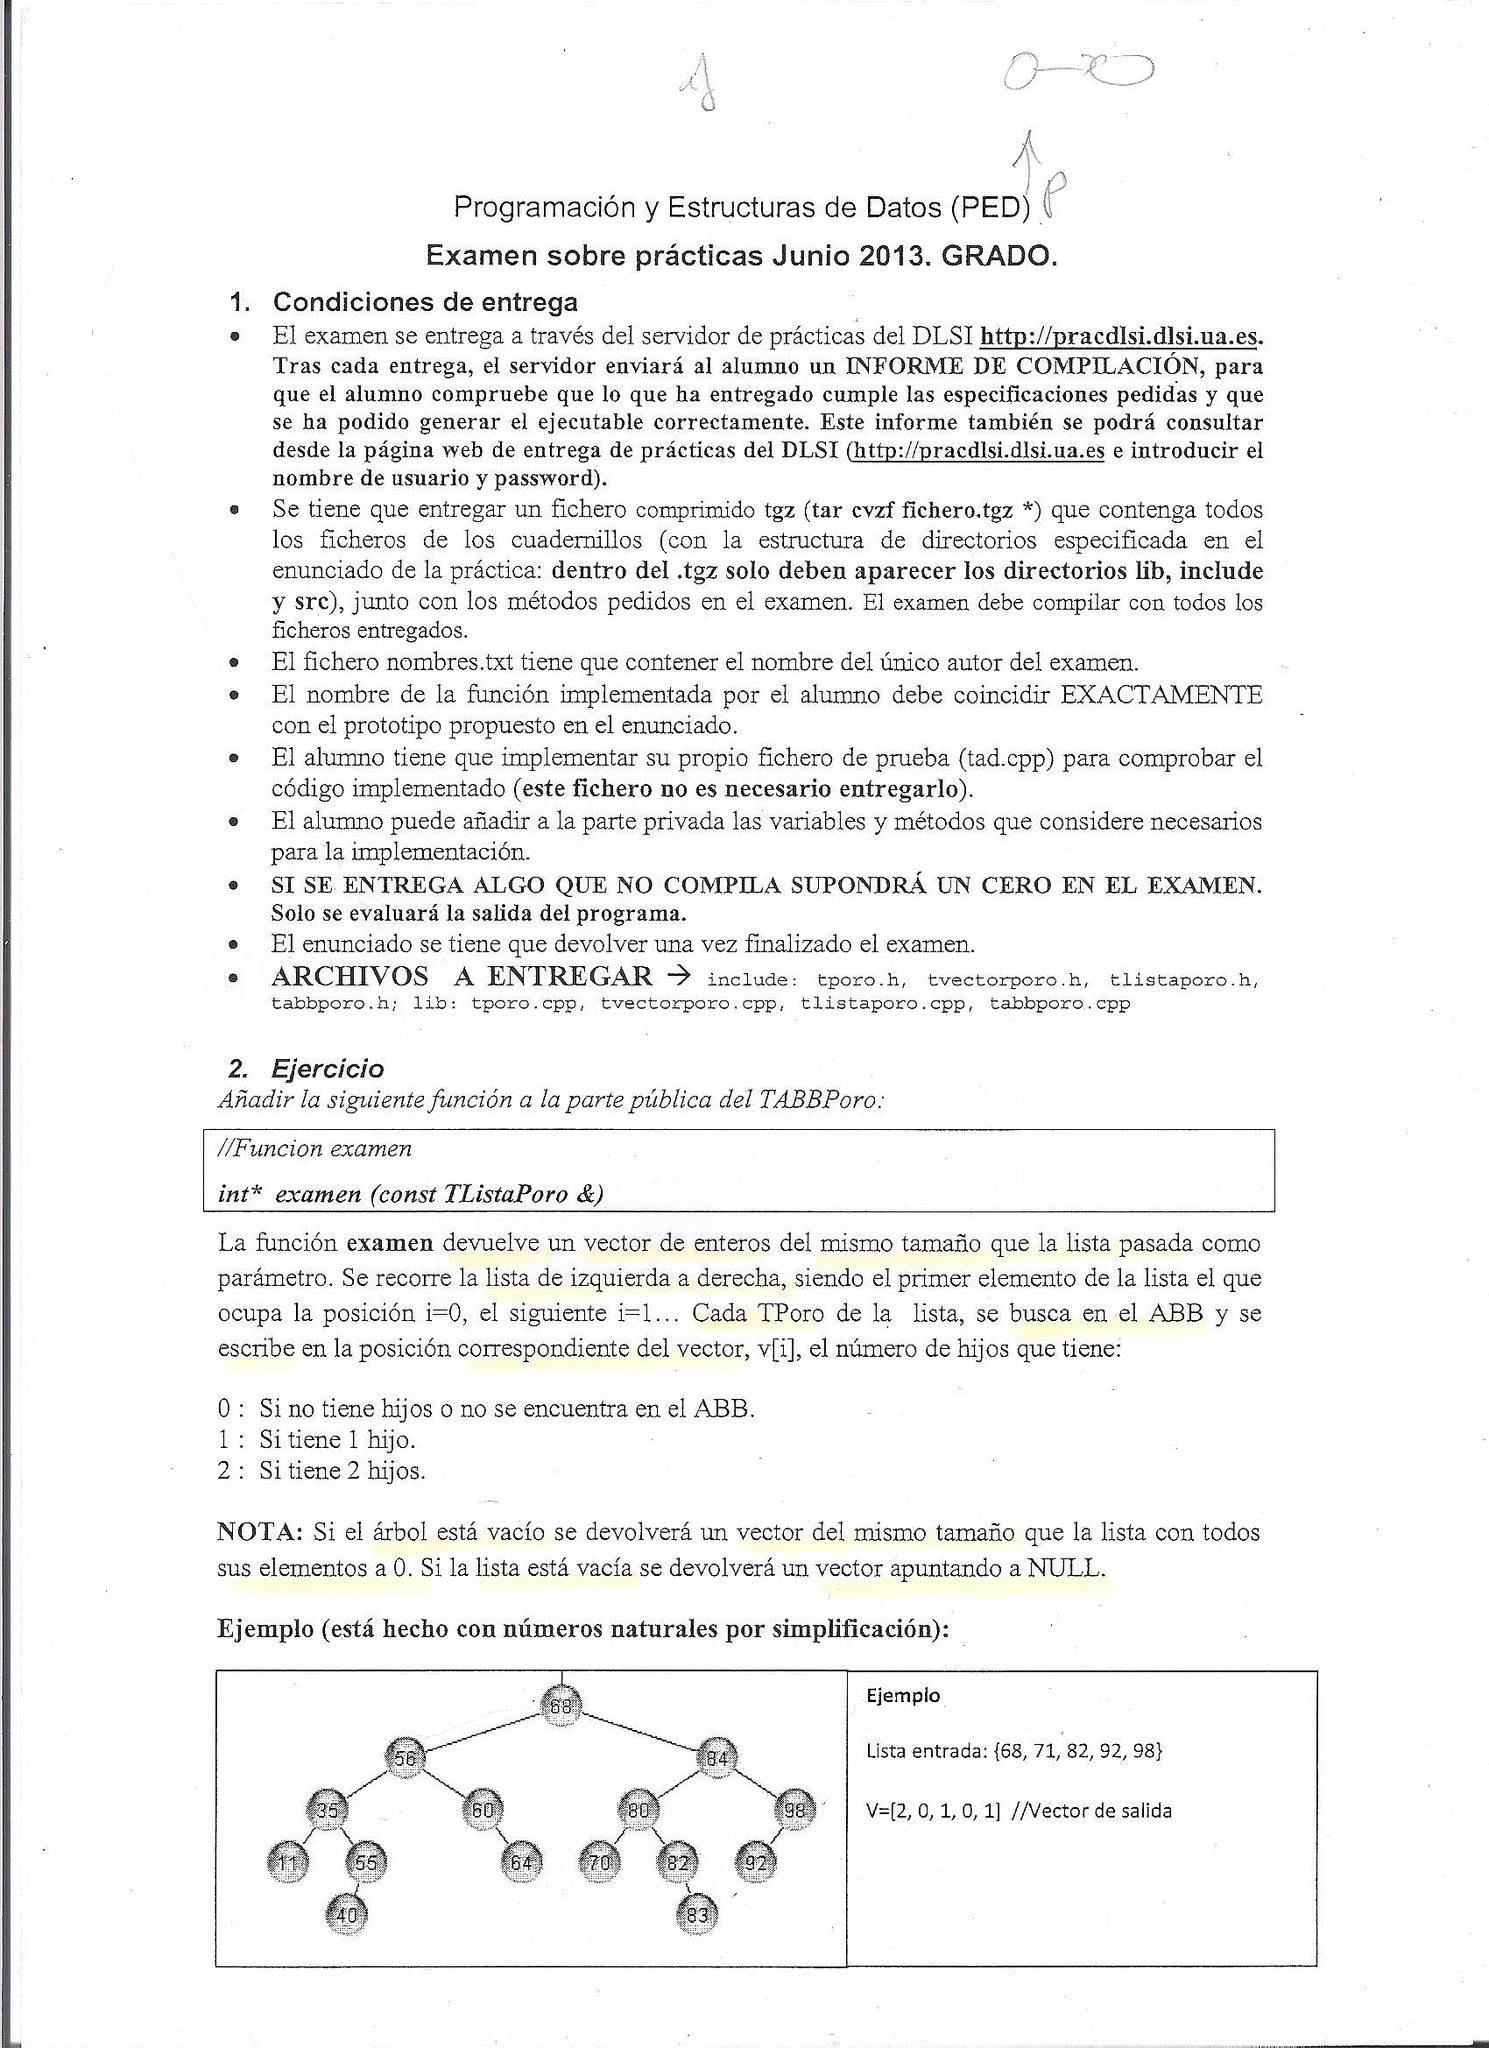 P
Programación y Estructuras de Datos (PED)
Examen sobre prácticas Junio 2013. GRADO.
1. Condiciones de entrega
• El examen se entrega a través del servidor de prácticas del DLSI http://pracdlsi.dlsi.ua.es.
Tras cada entrega, el servidor enviará al alumno un INFORME DE COMPILACIÓN, para
que el alumno compruebe que lo que ha entregado cumple las especificaciones pedidas y que
se ha podido generar el ejecutable correctamente. Este informe también se podrá consultar
desde la página web de entrega de prácticas del DLSI (http://pracdlsi.dlsi.ua.es e introducir el
nombre de usuario y password).
• Se tiene que entregar un fichero comprimido tgz (tar cvzf fichero.tgz *) que contenga todos
los ficheros de los cuadernillos (con la estructura de directorios especificada en el
enunciado de la práctica: dentro del .tgz solo deben aparecer los directorios lib, include
y src), junto con los métodos pedidos en el examen. El examen debe compilar con todos los
ficheros entregados.
• El fichero nombres.txt tiene que contener el nombre del único autor del examen.
• El nombre de la función implementada por el alumno debe coincidir EXACTAMENTE
con el prototipo propuesto en el enunciado.
• El alumno tiene que implementar su propio fichero de prueba (tad.cpp) para comprobar el
código implementado (este fichero no es necesario entregarlo).
• El alumno puede añadir a la parte privada las variables y métodos que considere necesarios
para la implementación.
• SI SE ENTREGA ALGO QUE NO COMPILA SUPONDRÁ UN CERO EN EL EXAMEN.
Solo se evaluará la salida del programa.
• El enunciado se tiene que devolver una vez finalizado el examen.
• ARCHIVOS A ENTREGAR → include: tporo.h, tvectorporo.h, tlistaporo.h,
tabbporo.h; lib: tporo.cpp, tvectorporo.cpp, tlistaporo.cpp, tabbporo.cpp
2. Ejercicio
Añadir la siguiente función a la parte pública del TABBPoro:
//Funcion examen
int* examen (const TListaPoro &)
La función examen devuelve un vector de enteros del mismo tamaño que la lista pasada como
parámetro. Se recorre la lista de izquierda a derecha, siendo el primer elemento de la lista el que
ocupa la posición i=0, el siguiente i=1... Cada TPoro de la lista, se busca en el ABB y se
escribe en la posición correspondiente del vector, v[i], el número de hijos que tiene:
0 : Si no tiene hijos o no se encuentra en el ABB.
1 : Si tiene 1 hijo.
2 : Si tiene 2 hijos.
NOTA: Si el árbol está vacío se devolverá un vector del mismo tamaño que la lista con todos
sus elementos a 0. Si la lista está vacía se devolverá un vector apuntando a NULL.
Ejemplo (está hecho con números naturales por simplificación):
68
56 84
35 60 80 98
11 55 64 70 82 92
40 83
Ejemplo
Lista entrada: {68, 71, 82, 92, 98}
V=[2, 0, 1, 0, 1] //Vector de salida